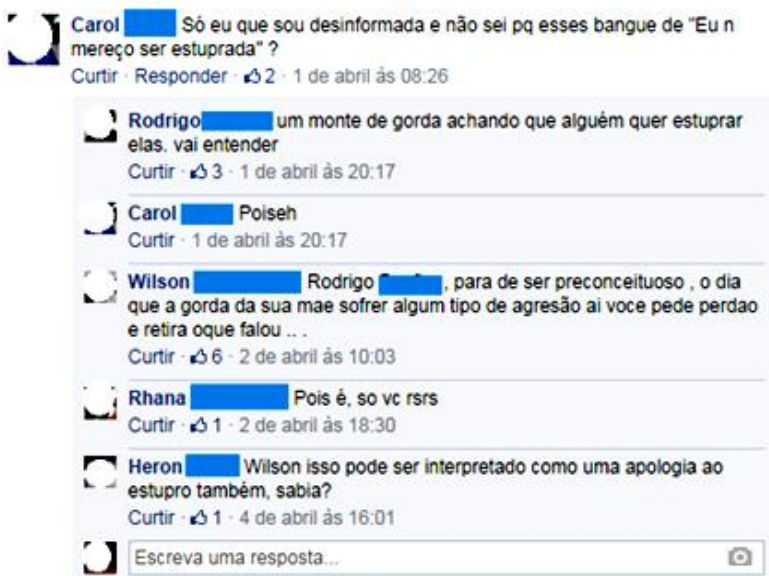 Carol Só eu que sou desinformada e não sei pq esses bangue de "Eu n
mereço ser estuprada" ?
Curtir · Responder · 2 · 1 de abril às 08:26
Rodrigo um monte de gorda achando que alguém quer estuprar
elas. vai entender
Curtir · 3 · 1 de abril às 20:17
Carol Poiseh
Curtir · 1 de abril às 20:17
Wilson Rodrigo , para de ser preconceituoso , o dia
que a gorda da sua mae sofrer algum tipo de agresão ai voce pede perdao
e retira oque falou .. .
Curtir · 6 · 2 de abril às 10:03
Rhana Pois é, so vc rsrs
Curtir · 1 · 2 de abril às 18:30
Heron Wilson isso pode ser interpretado como uma apologia ao
estupro também, sabia?
Curtir · 1 · 4 de abril às 16:01
Escreva uma resposta...